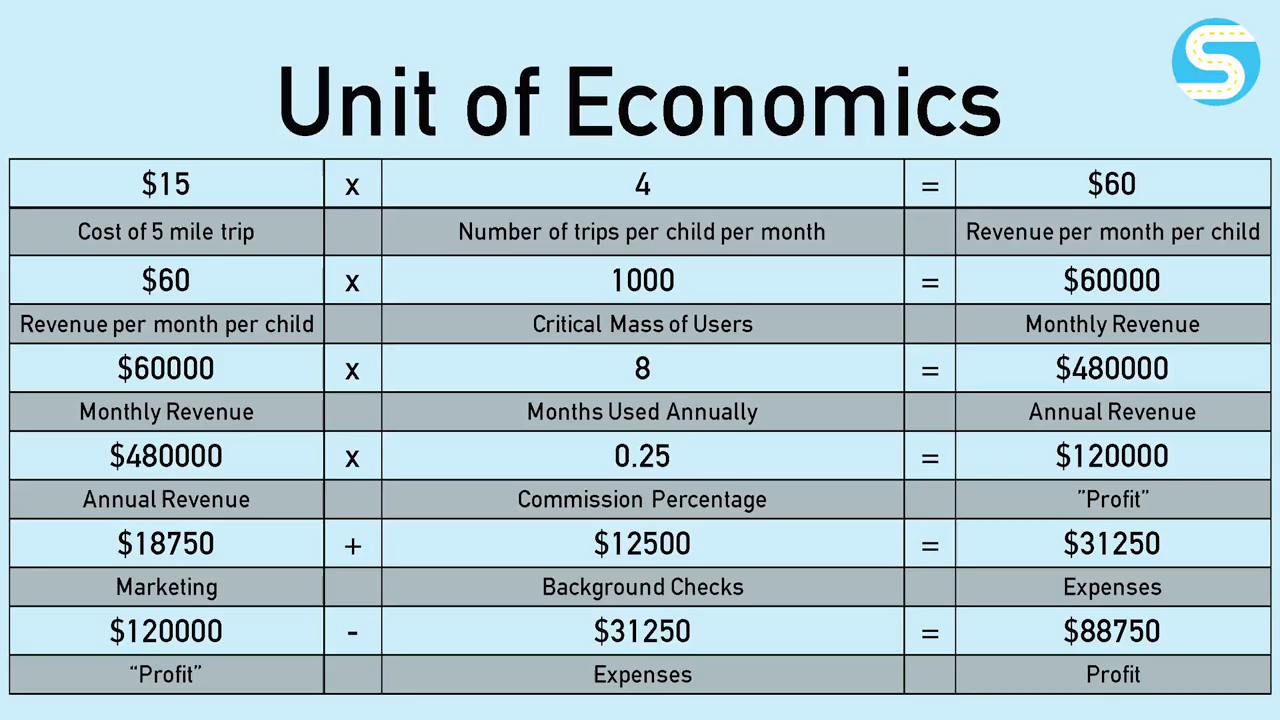 Unit of Economics
$15 x 4 = $60
Cost of 5 mile trip Number of trips per child per month Revenue per month per child
$60 x 1000 = $60000
Revenue per month per child Critical Mass of Users Monthly Revenue
$60000 x 8 = $480000
Monthly Revenue Months Used Annually Annual Revenue
$480000 x 0.25 = $120000
Annual Revenue Commission Percentage ”Profit”
$18750 + $12500 = $31250
Marketing Background Checks Expenses
$120000 - $31250 = $88750
“Profit” Expenses Profit